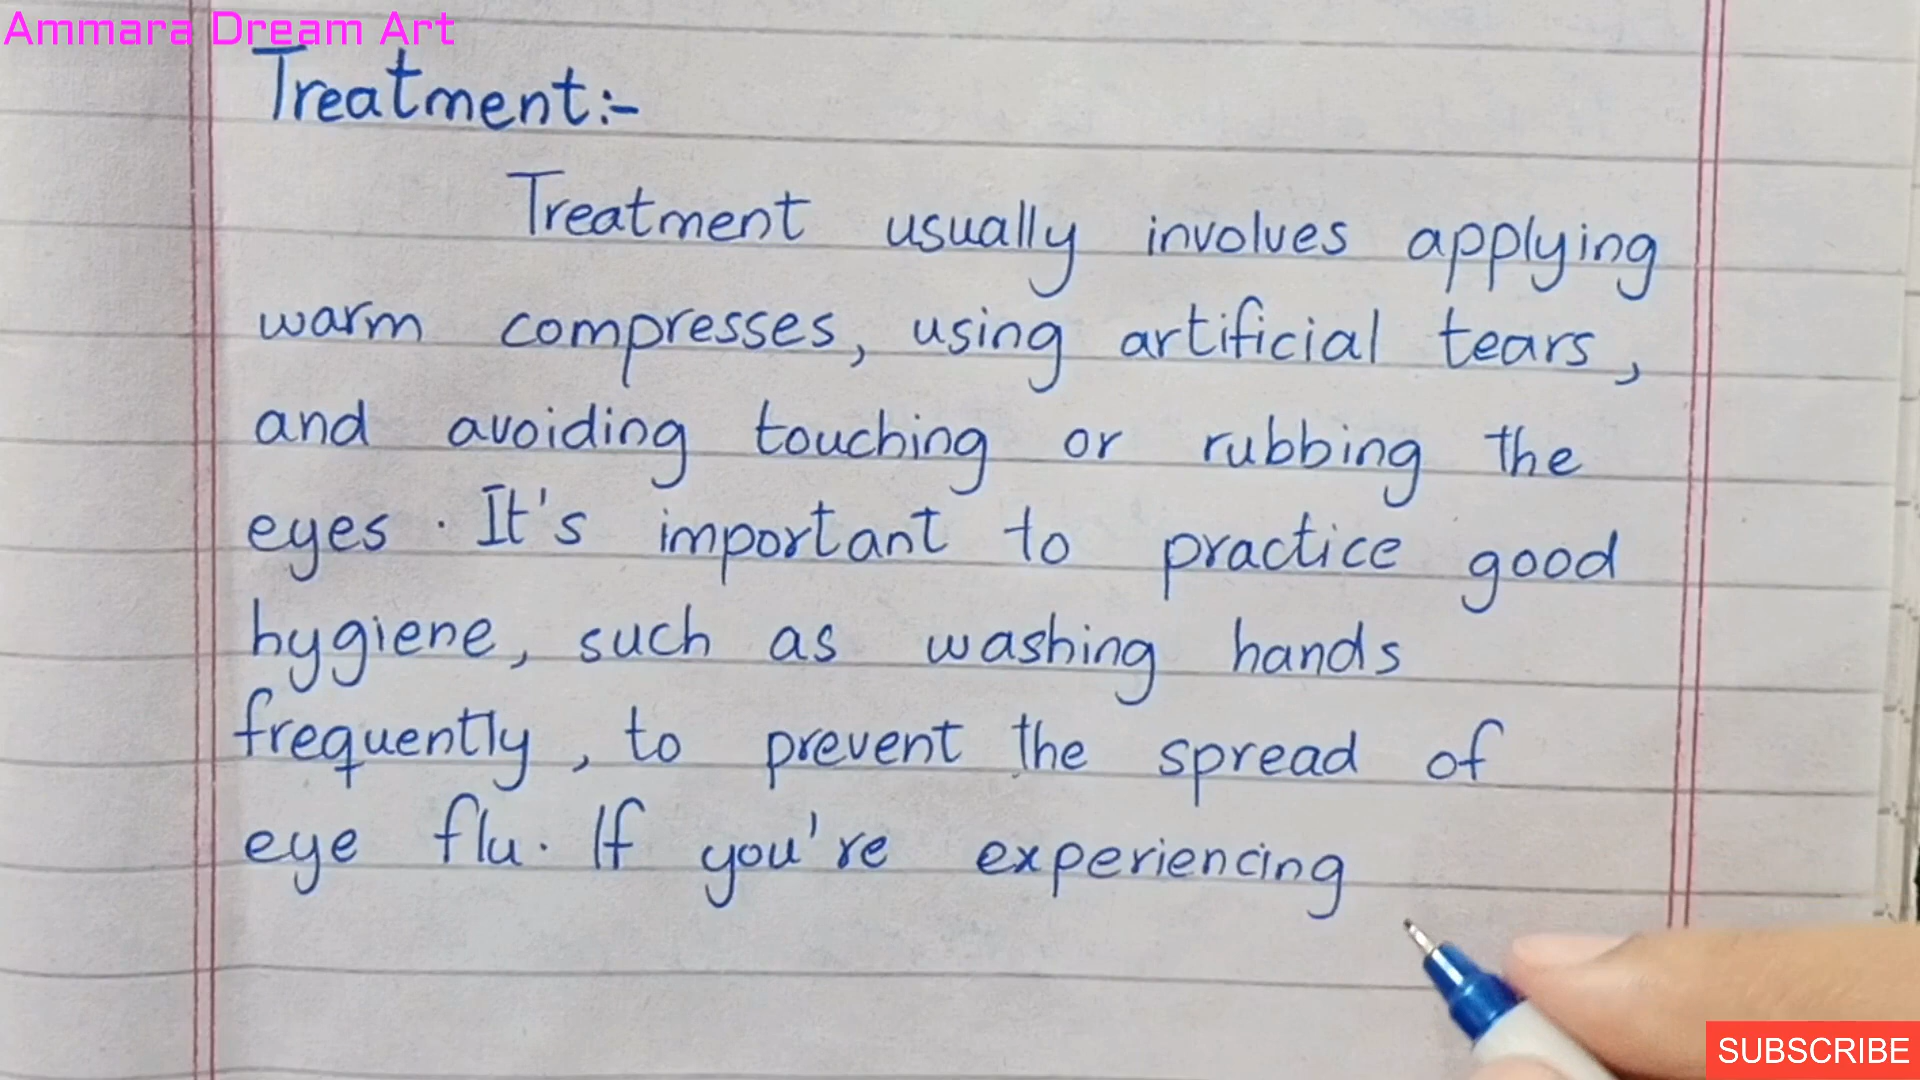 Ammara Dream Art
Treatment:-
Treatment usually involves applying
warm compresses, using artificial tears,
and avoiding touching or rubbing the
eyes. It's important to practice good
hygiene, such as washing hands
frequently, to prevent the spread of
eye flu. If you're experiencing
SUBSCRIBE